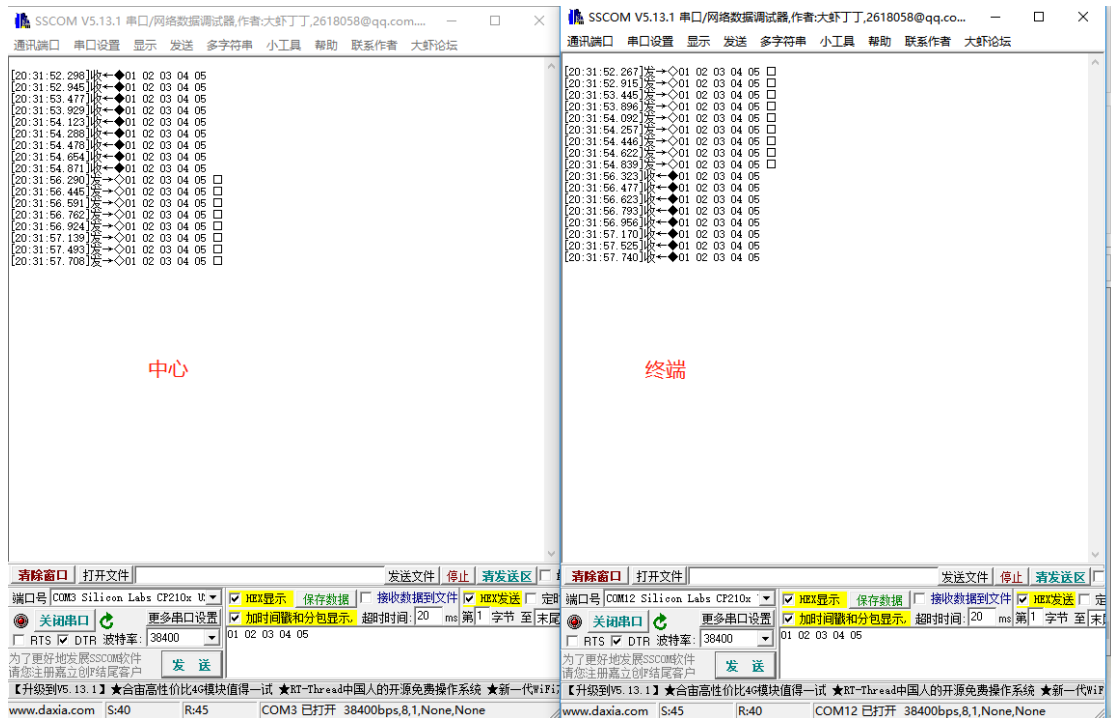 SSCOM V5.13.1 串口/网络数据调试器,作者:大虾丁丁,2618058@qq.com....
通讯端口 串口设置 显示 发送 多字符串 小工具 帮助 联系作者 大虾论坛
[20:31:52.298]收←◆01 02 03 04 05
[20:31:52.945]收←◆01 02 03 04 05
[20:31:53.477]收←◆01 02 03 04 05
[20:31:53.929]收←◆01 02 03 04 05
[20:31:54.123]收←◆01 02 03 04 05
[20:31:54.288]收←◆01 02 03 04 05
[20:31:54.478]收←◆01 02 03 04 05
[20:31:54.654]收←◆01 02 03 04 05
[20:31:54.871]收←◆01 02 03 04 05
[20:31:56.290]发→◇01 02 03 04 05 □
[20:31:56.445]发→◇01 02 03 04 05 □
[20:31:56.591]发→◇01 02 03 04 05 □
[20:31:56.762]发→◇01 02 03 04 05 □
[20:31:56.924]发→◇01 02 03 04 05 □
[20:31:57.139]发→◇01 02 03 04 05 □
[20:31:57.493]发→◇01 02 03 04 05 □
[20:31:57.708]发→◇01 02 03 04 05 □
中心
清除窗口 打开文件 发送文件 停止 清发送区
端口号 COM3 Silicon Labs CP210x U: HEX显示 保存数据 接收数据到文件 HEX发送 定时
关闭串口 更多串口设置 加时间戳和分包显示, 超时时间: 20 ms 第1 字节 至 末尾
RTS DTR 波特率: 38400
01 02 03 04 05
为了更好地发展SSCOM软件
请您注册嘉立创F结尾客户
发 送
【升级到V5.13.1】★合宙高性价比4G模块值得一试 ★RT-Thread中国人的开源免费操作系统 ★新一代WiFi
www.daxia.com S:40 R:45 COM3 已打开 38400bps,8,1,None,None
SSCOM V5.13.1 串口/网络数据调试器,作者:大虾丁丁,2618058@qq.co...
通讯端口 串口设置 显示 发送 多字符串 小工具 帮助 联系作者 大虾论坛
[20:31:52.267]发→◇01 02 03 04 05 □
[20:31:52.915]发→◇01 02 03 04 05 □
[20:31:53.445]发→◇01 02 03 04 05 □
[20:31:53.896]发→◇01 02 03 04 05 □
[20:31:54.092]发→◇01 02 03 04 05 □
[20:31:54.257]发→◇01 02 03 04 05 □
[20:31:54.446]发→◇01 02 03 04 05 □
[20:31:54.622]发→◇01 02 03 04 05 □
[20:31:54.839]发→◇01 02 03 04 05 □
[20:31:56.323]收←◆01 02 03 04 05
[20:31:56.477]收←◆01 02 03 04 05
[20:31:56.623]收←◆01 02 03 04 05
[20:31:56.793]收←◆01 02 03 04 05
[20:31:56.956]收←◆01 02 03 04 05
[20:31:57.170]收←◆01 02 03 04 05
[20:31:57.525]收←◆01 02 03 04 05
[20:31:57.740]收←◆01 02 03 04 05
终端
清除窗口 打开文件 发送文件 停止 清发送区
端口号 COM12 Silicon Labs CP210x HEX显示 保存数据 接收数据到文件 HEX发送 定
关闭串口 更多串口设置 加时间戳和分包显示, 超时时间: 20 ms 第1 字节 至 末
RTS DTR 波特率: 38400
01 02 03 04 05
为了更好地发展SSCOM软件
请您注册嘉立创F结尾客户
发 送
【升级到V5.13.1】★合宙高性价比4G模块值得一试 ★RT-Thread中国人的开源免费操作系统 ★新一代WiF
www.daxia.com S:45 R:40 COM12 已打开 38400bps,8,1,None,None